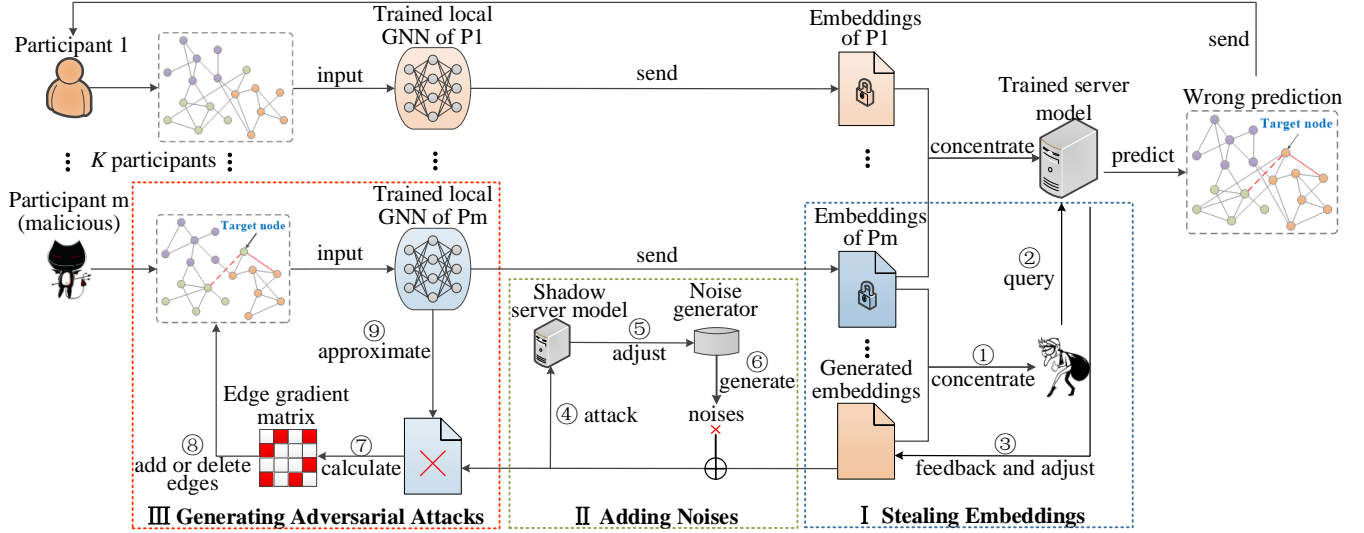 Participant 1
Trained local
GNN of P1
Embeddings
of P1
send
input
send
Trained server
model
Wrong prediction
Target node
⋮ K participants ⋮
concentrate
predict
Participant m
(malicious)
Trained local
GNN of Pm
Embeddings
of Pm
Target node
input
send
②
query
Shadow
server model
Noise
generator
⑤
adjust
⑨
approximate
⑥
generate
①
concentrate
Generated
embeddings
Edge gradient
matrix
④ attack
noises
⑧
add or delete
edges
⑦
calculate
③
feedback and adjust
Ⅲ Generating Adversarial Attacks
Ⅱ Adding Noises
Ⅰ Stealing Embeddings